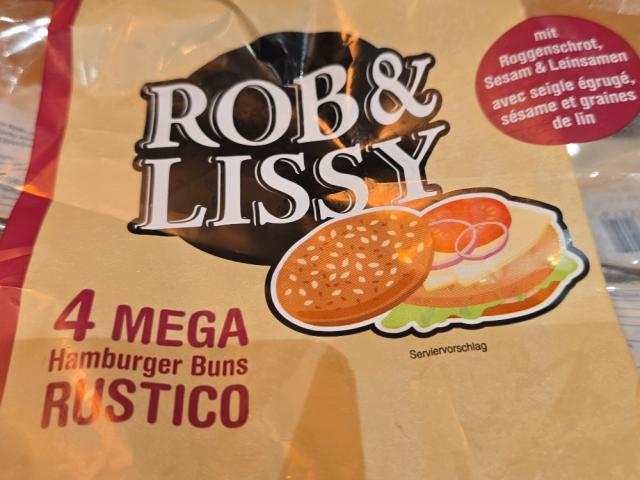 ROB &
LISSY
mit
Roggenschrot,
Sesam & Leinsamen
avec seigle égrugé,
sésame et graines
de lin
4 MEGA
Hamburger Buns
RUSTICO
Serviervorschlag